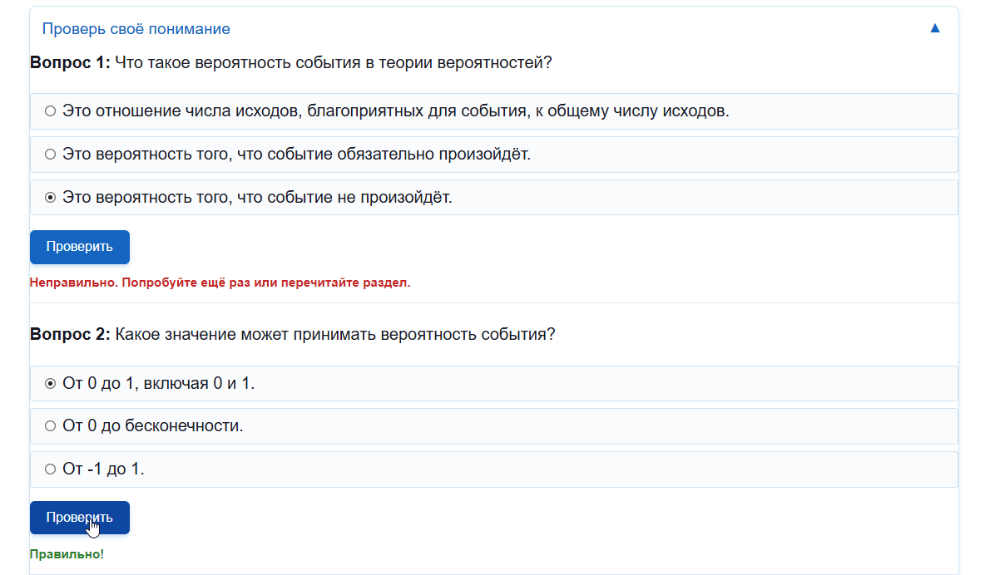 Проверь своё понимание
▲
Вопрос 1: Что такое вероятность события в теории вероятностей?
Это отношение числа исходов, благоприятных для события, к общему числу исходов.
Это вероятность того, что событие обязательно произойдёт.
Это вероятность того, что событие не произойдёт.
Проверить
Неправильно. Попробуйте ещё раз или перечитайте раздел.
Вопрос 2: Какое значение может принимать вероятность события?
От 0 до 1, включая 0 и 1.
От 0 до бесконечности.
От -1 до 1.
Проверить
Правильно!